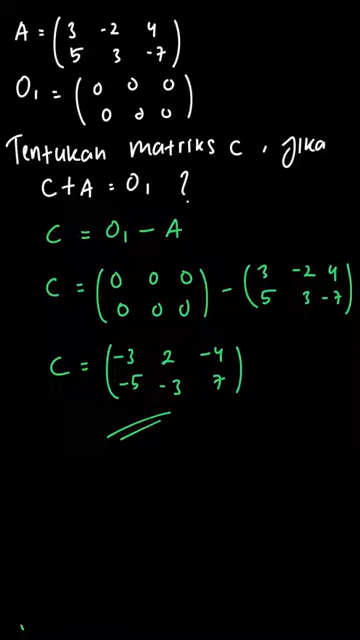 A = (3 -2 4
5 3 -7)
O₁ = (0 0 0
0 0 0)
Tentukan matriks C, jika
C + A = O₁ ?
C = O₁ - A
C = (0 0 0
0 0 0) - (3 -2 4
5 3 -7)
C = (-3 2 -4
-5 -3 7)